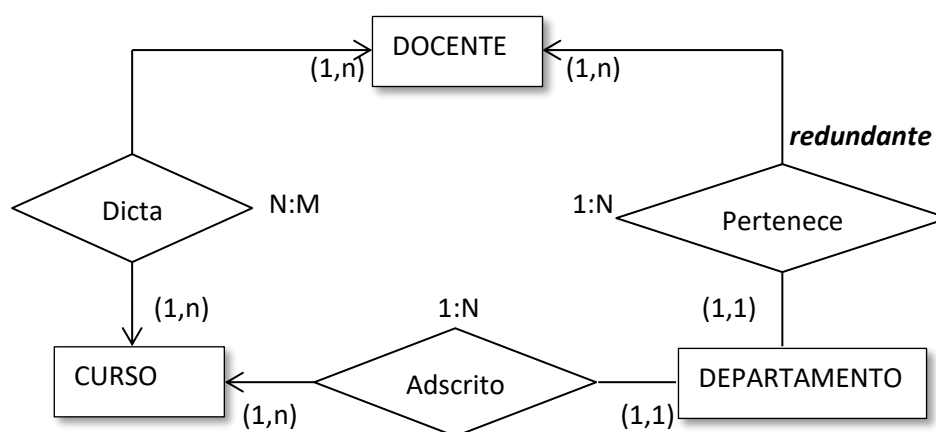 DOCENTE
(1,n)
(1,n)
redundante
Dicta
N:M
1:N
Pertenece
(1,n)
1:N
(1,1)
CURSO
Adscrito
DEPARTAMENTO
(1,n)
(1,1)